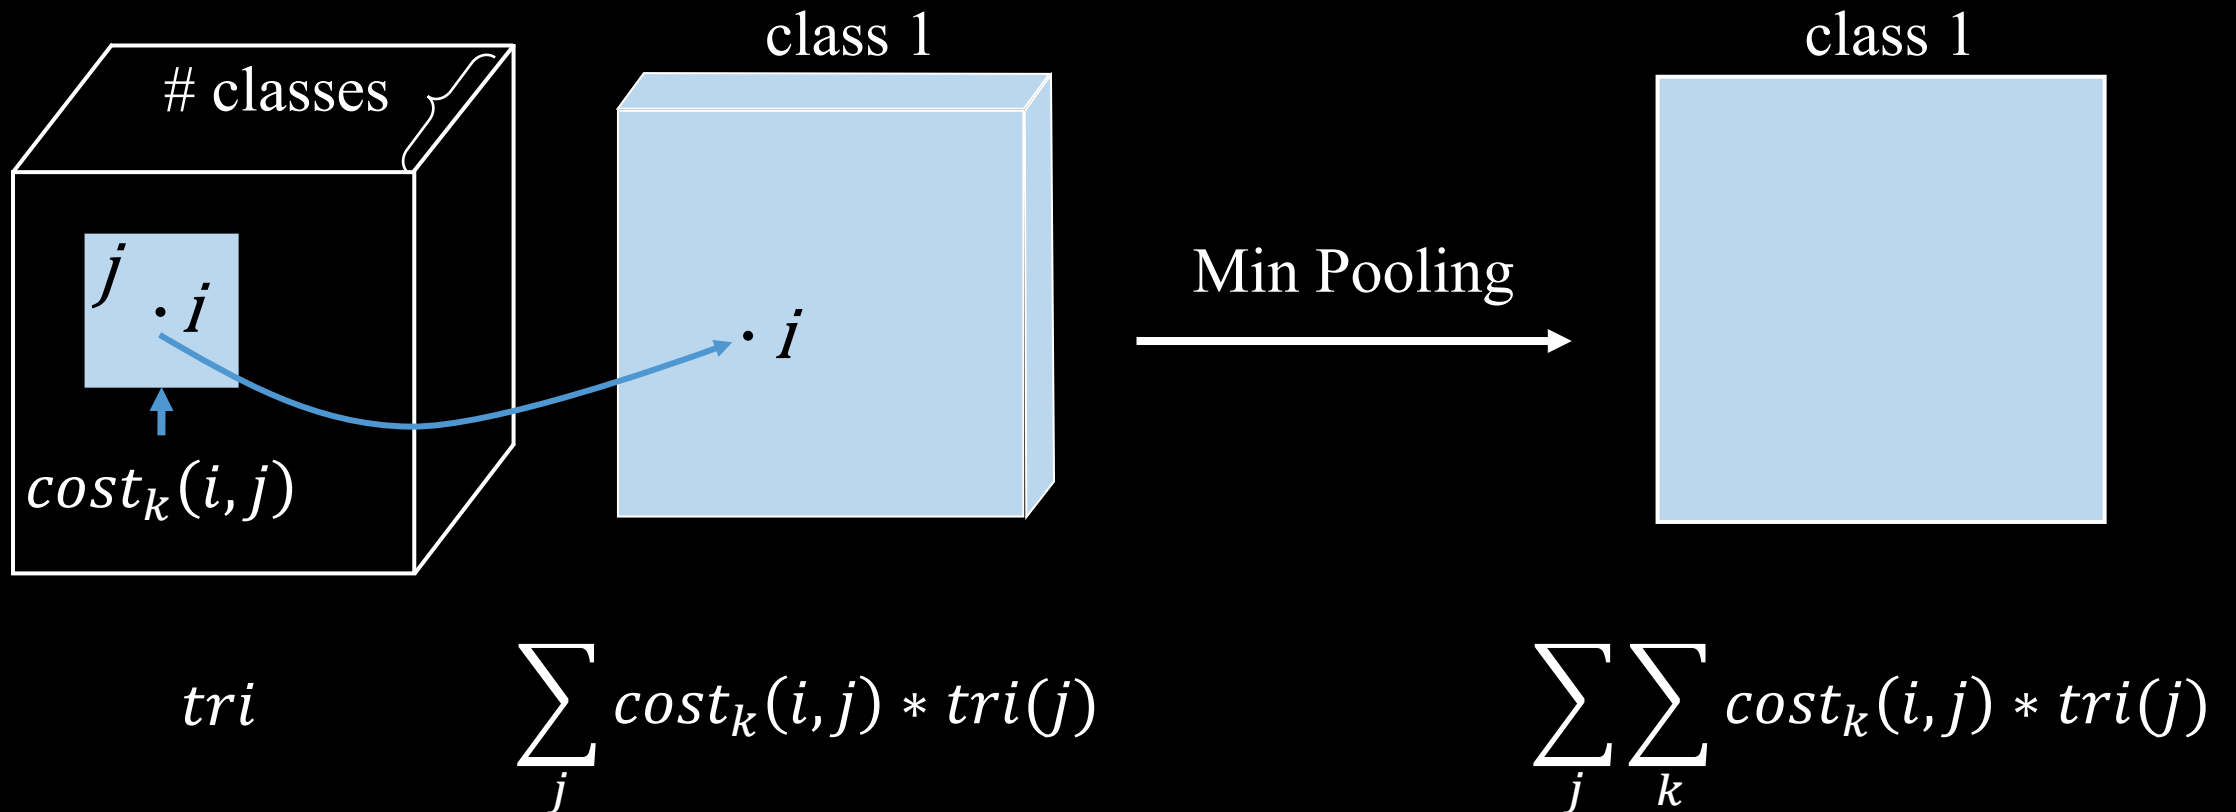 class 1
class 1
# classes
j
. i
. i
Min Pooling
cost_k(i, j)
tri
∑_j cost_k(i, j) * tri(j)
∑_j ∑_k cost_k(i, j) * tri(j)